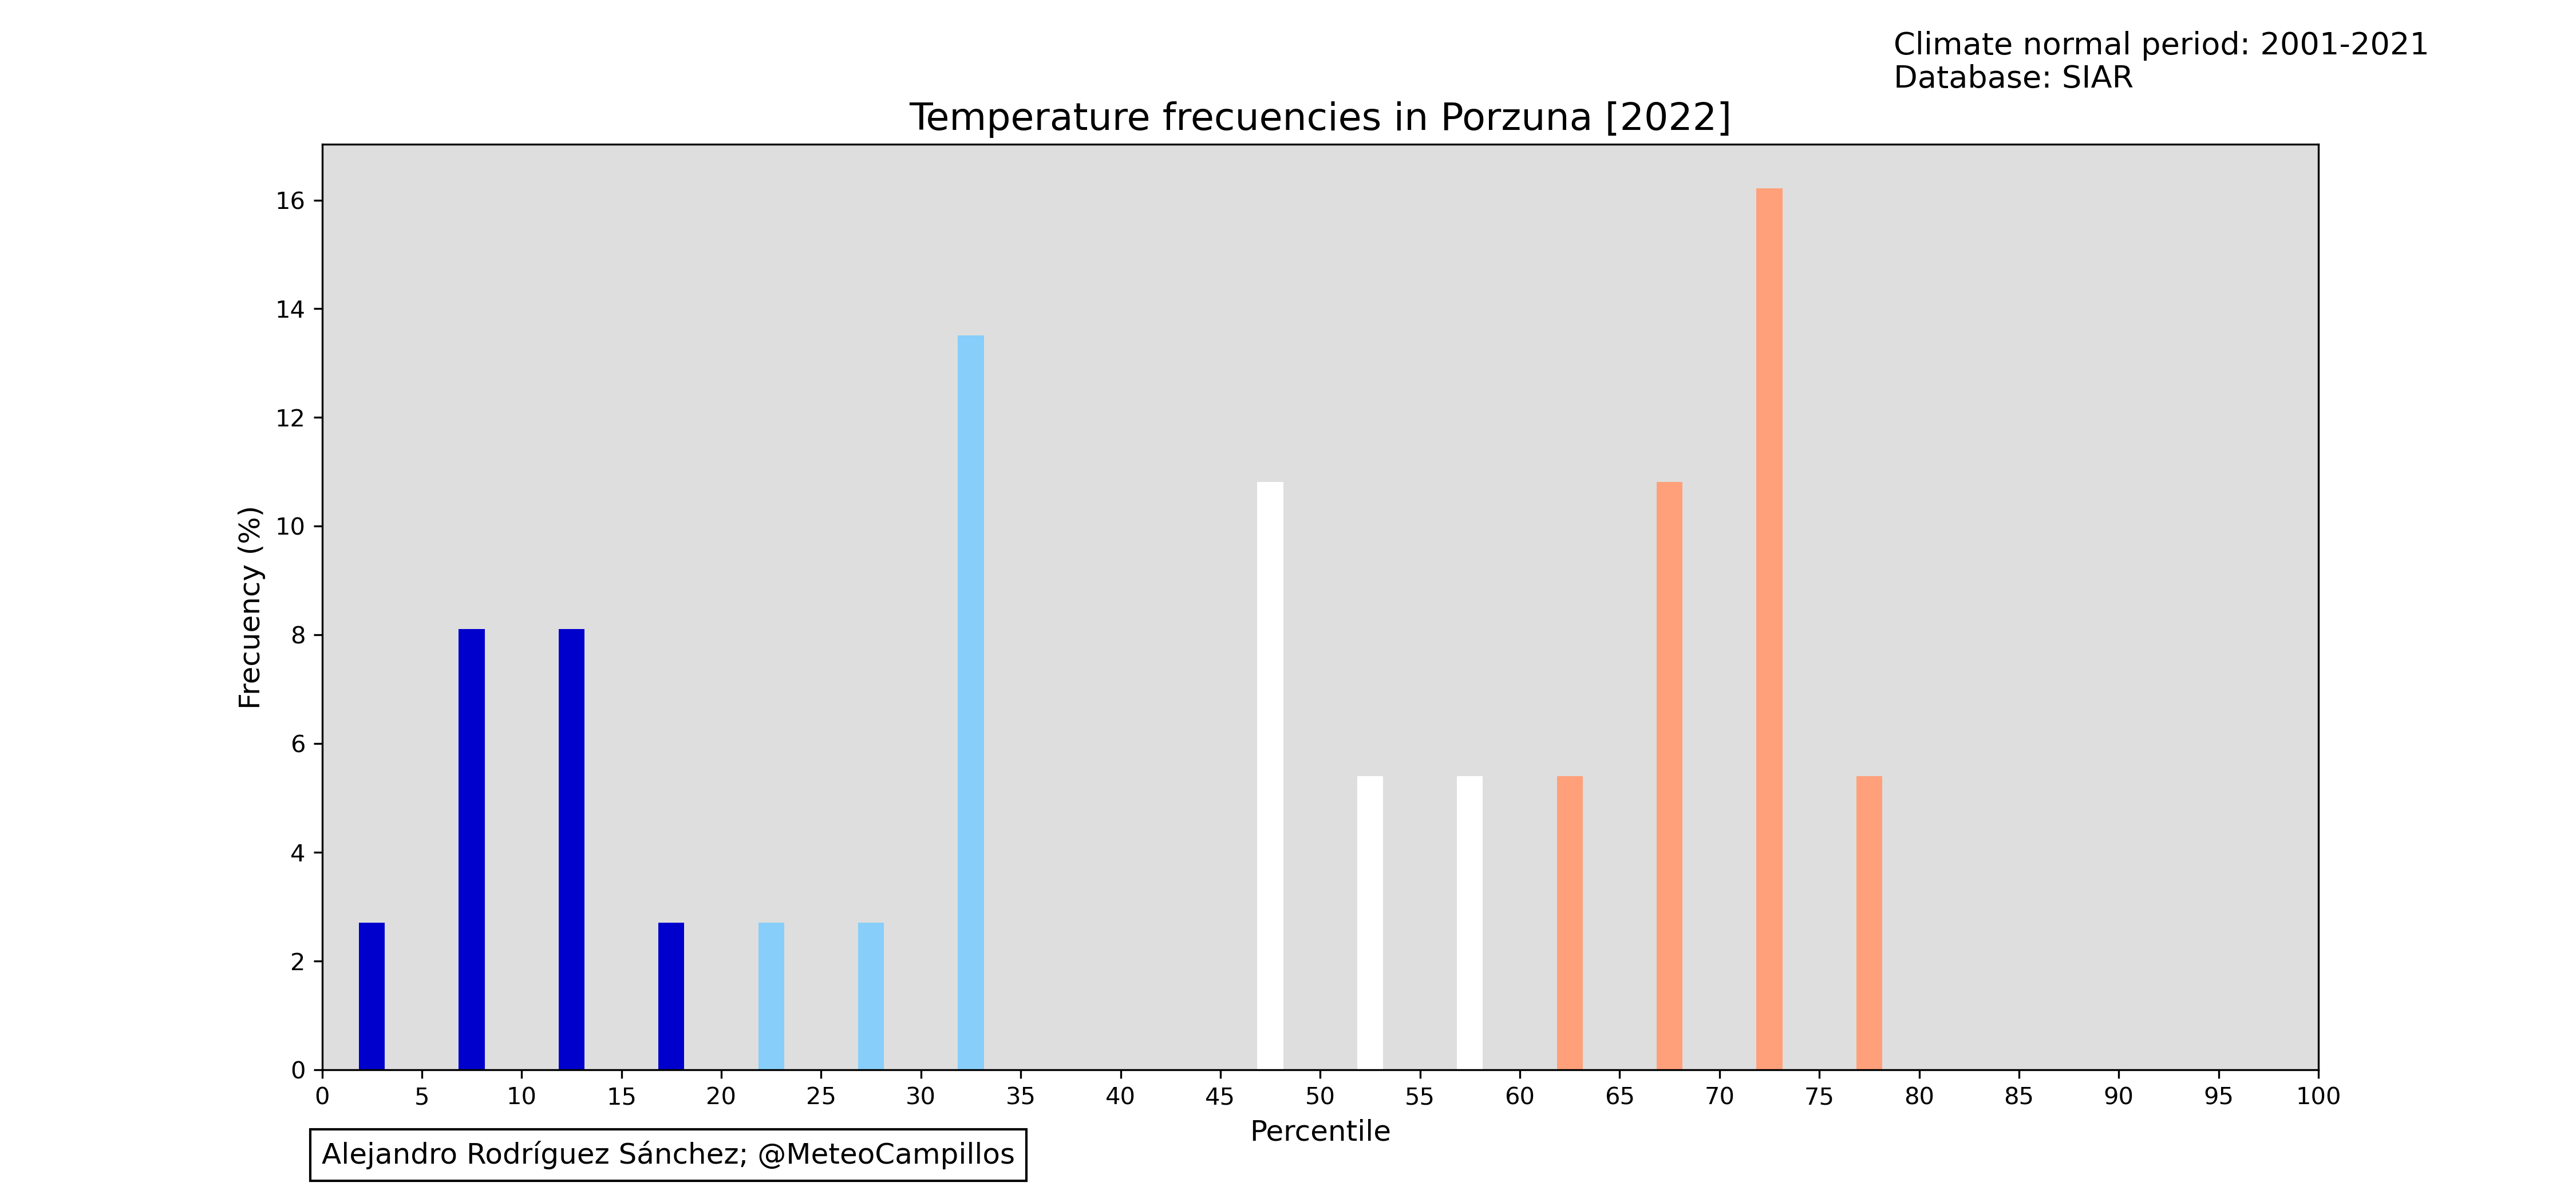 Climate normal period: 2001-2021
Database: SIAR
Temperature frecuencies in Porzuna [2022]
16
14
12
10
8
6
4
2
0
Frecuency (%)
0 5 10 15 20 25 30 35 40 45 50 55 60 65 70 75 80 85 90 95 100
Percentile
Alejandro Rodríguez Sánchez; @MeteoCampillos